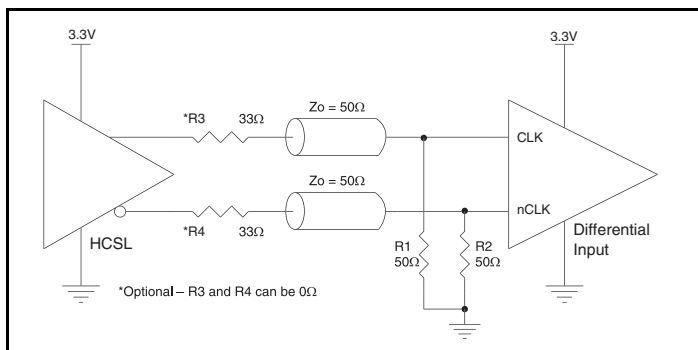 3.3V
3.3V
*R3
33Ω
Zo = 50Ω
CLK
Zo = 50Ω
nCLK
HCSL
*R4
33Ω
R1
50Ω
R2
50Ω
Differential
Input
*Optional – R3 and R4 can be 0Ω